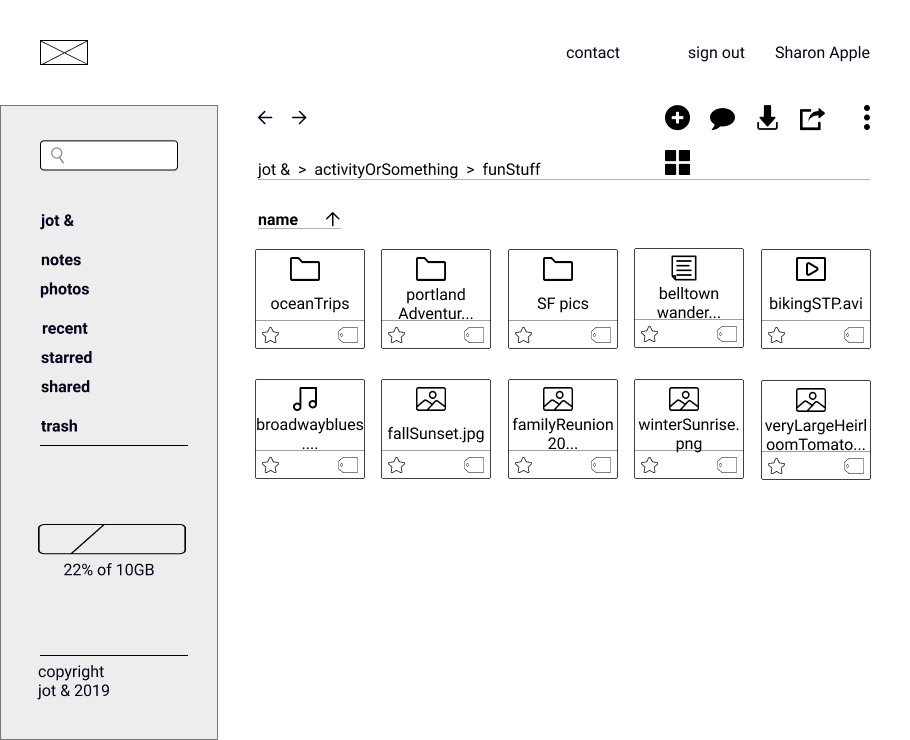 contact sign out Sharon Apple
jot & > activityOrSomething > funStuff
jot &
notes
photos
recent
starred
shared
trash
22% of 10GB
copyright
jot & 2019
name
oceanTrips
portland
Adventur...
SF pics
belltown
wander...
bikingSTP.avi
broadwayblues
....
fallSunset.jpg
familyReunion
20...
winterSunrise.
png
veryLargeHeirl
oomTomato...